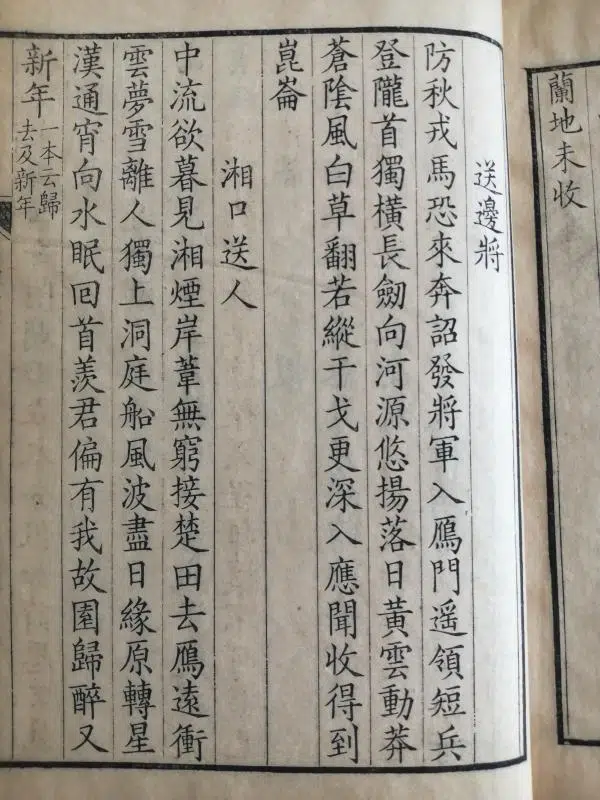 蘭地未收
送邊將
防秋戎馬恐來奔詔發將軍入鴈門遥領短兵
登隴首獨橫長劒向河源悠揚落日黃雲動莽
蒼陰風白草翻若縱干戈更深入應聞收得到
崑崙
湘口送人
中流欲暮見湘煙岸葦無窮接楚田去鴈遠衝
雲夢雪離人獨上洞庭船風波盡日緣原轉星
漢通宵向水眠回首羨君偏有我故園歸醉又
新年
一本云歸
去及新年